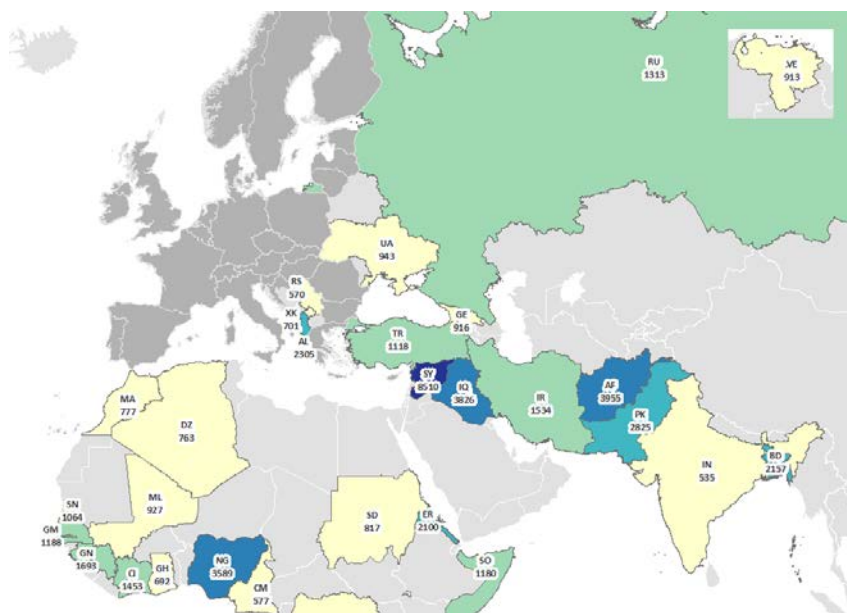 RU
1313
VE
913
UA
943
RS
570
XK
701
AL
2305
GE
916
TR
1118
SY
8510
IQ
3826
IR
1534
AF
3955
PK
2825
IN
535
BD
2157
MA
777
DZ
763
ML
927
SN
1064
GM
1188
GN
1693
CI
1453
GH
692
NG
3589
CM
577
SD
817
ER
2100
SO
1180